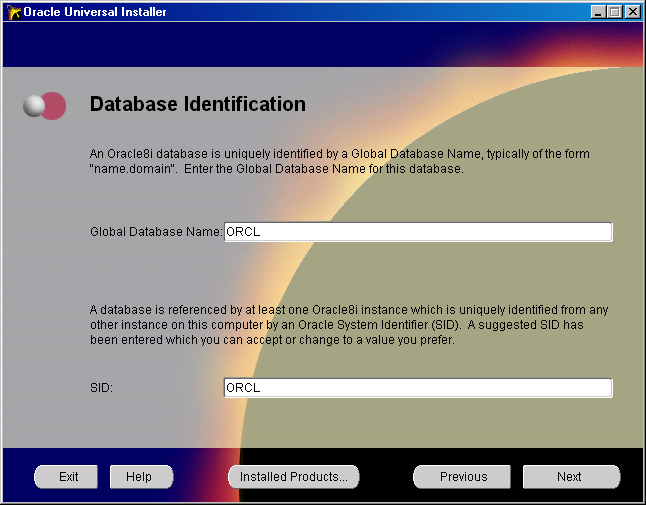 Oracle Universal Installer
Database Identification
An Oracle8i database is uniquely identified by a Global Database Name, typically of the form
"name.domain".  Enter the Global Database Name for this database.
Global Database Name: ORCL
A database is referenced by at least one Oracle8i instance which is uniquely identified from any
other instance on this computer by an Oracle System Identifier (SID).  A suggested SID has
been entered which you can accept or change to a value you prefer.
SID: ORCL
Exit Help Installed Products... Previous Next